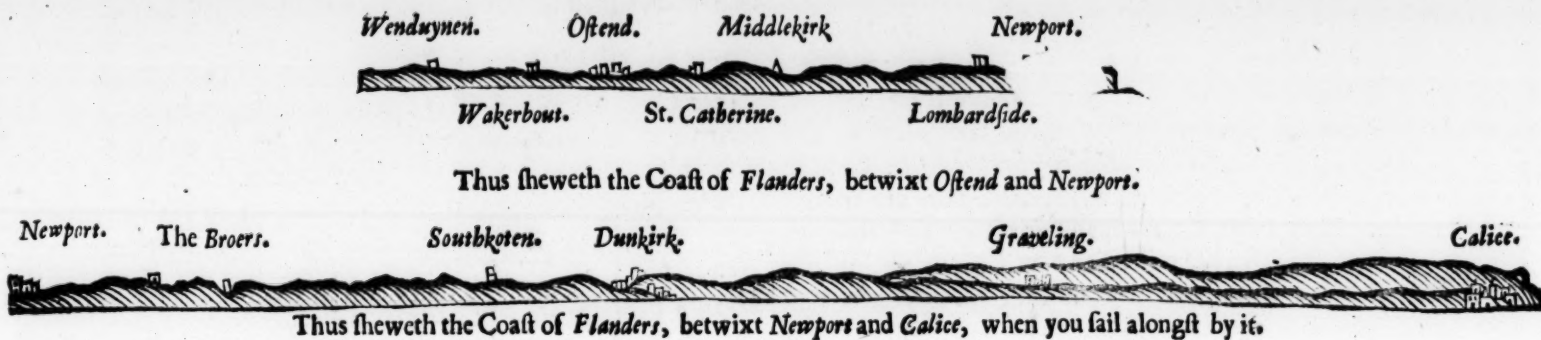 Wenduynen. Oſtend. Middlekirk Newport.
Wakerbout. St. Catherine. Lombardſide.
Thus ſheweth the Coaſt of Flanders, betwixt Oſtend and Newport.
Newport. The Broers. Southkoten. Dunkirk. Graveling. Calice.
Thus ſheweth the Coaſt of Flanders, betwixt Newport and Calice, when you ſail alongſt by it.